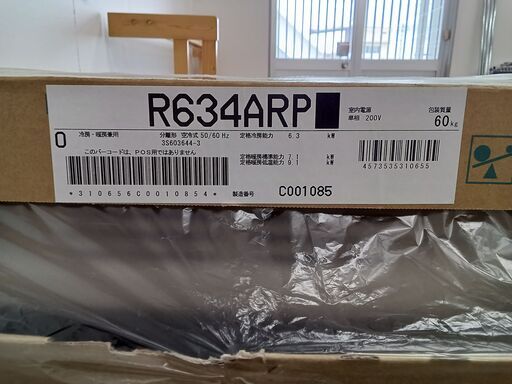 R634ARP
室内電源
単相 200V
包装質量
60kg
0
冷房・暖房兼用
分離形 空冷式 50/60 Hz
3S603644-3
定格冷房能力 6.3 kW
このバーコードは、POS用ではありません
定格暖房標準能力 7.1 kW
定格暖房低温能力 9.1 kW
*310656C0010854*
製造番号
C001085
4573535310655